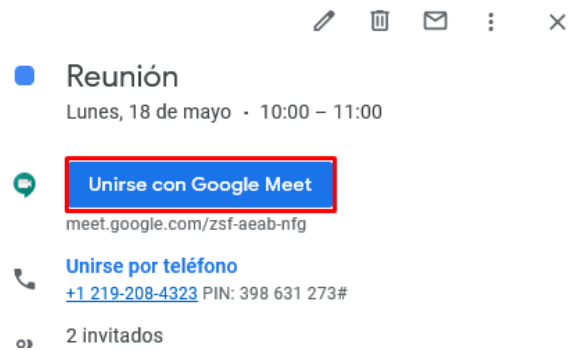 Reunión
Lunes, 18 de mayo · 10:00 – 11:00
Unirse con Google Meet
meet.google.com/zsf-aeab-nfg
Unirse por teléfono
+1 219-208-4323 PIN: 398 631 273#
2 invitados